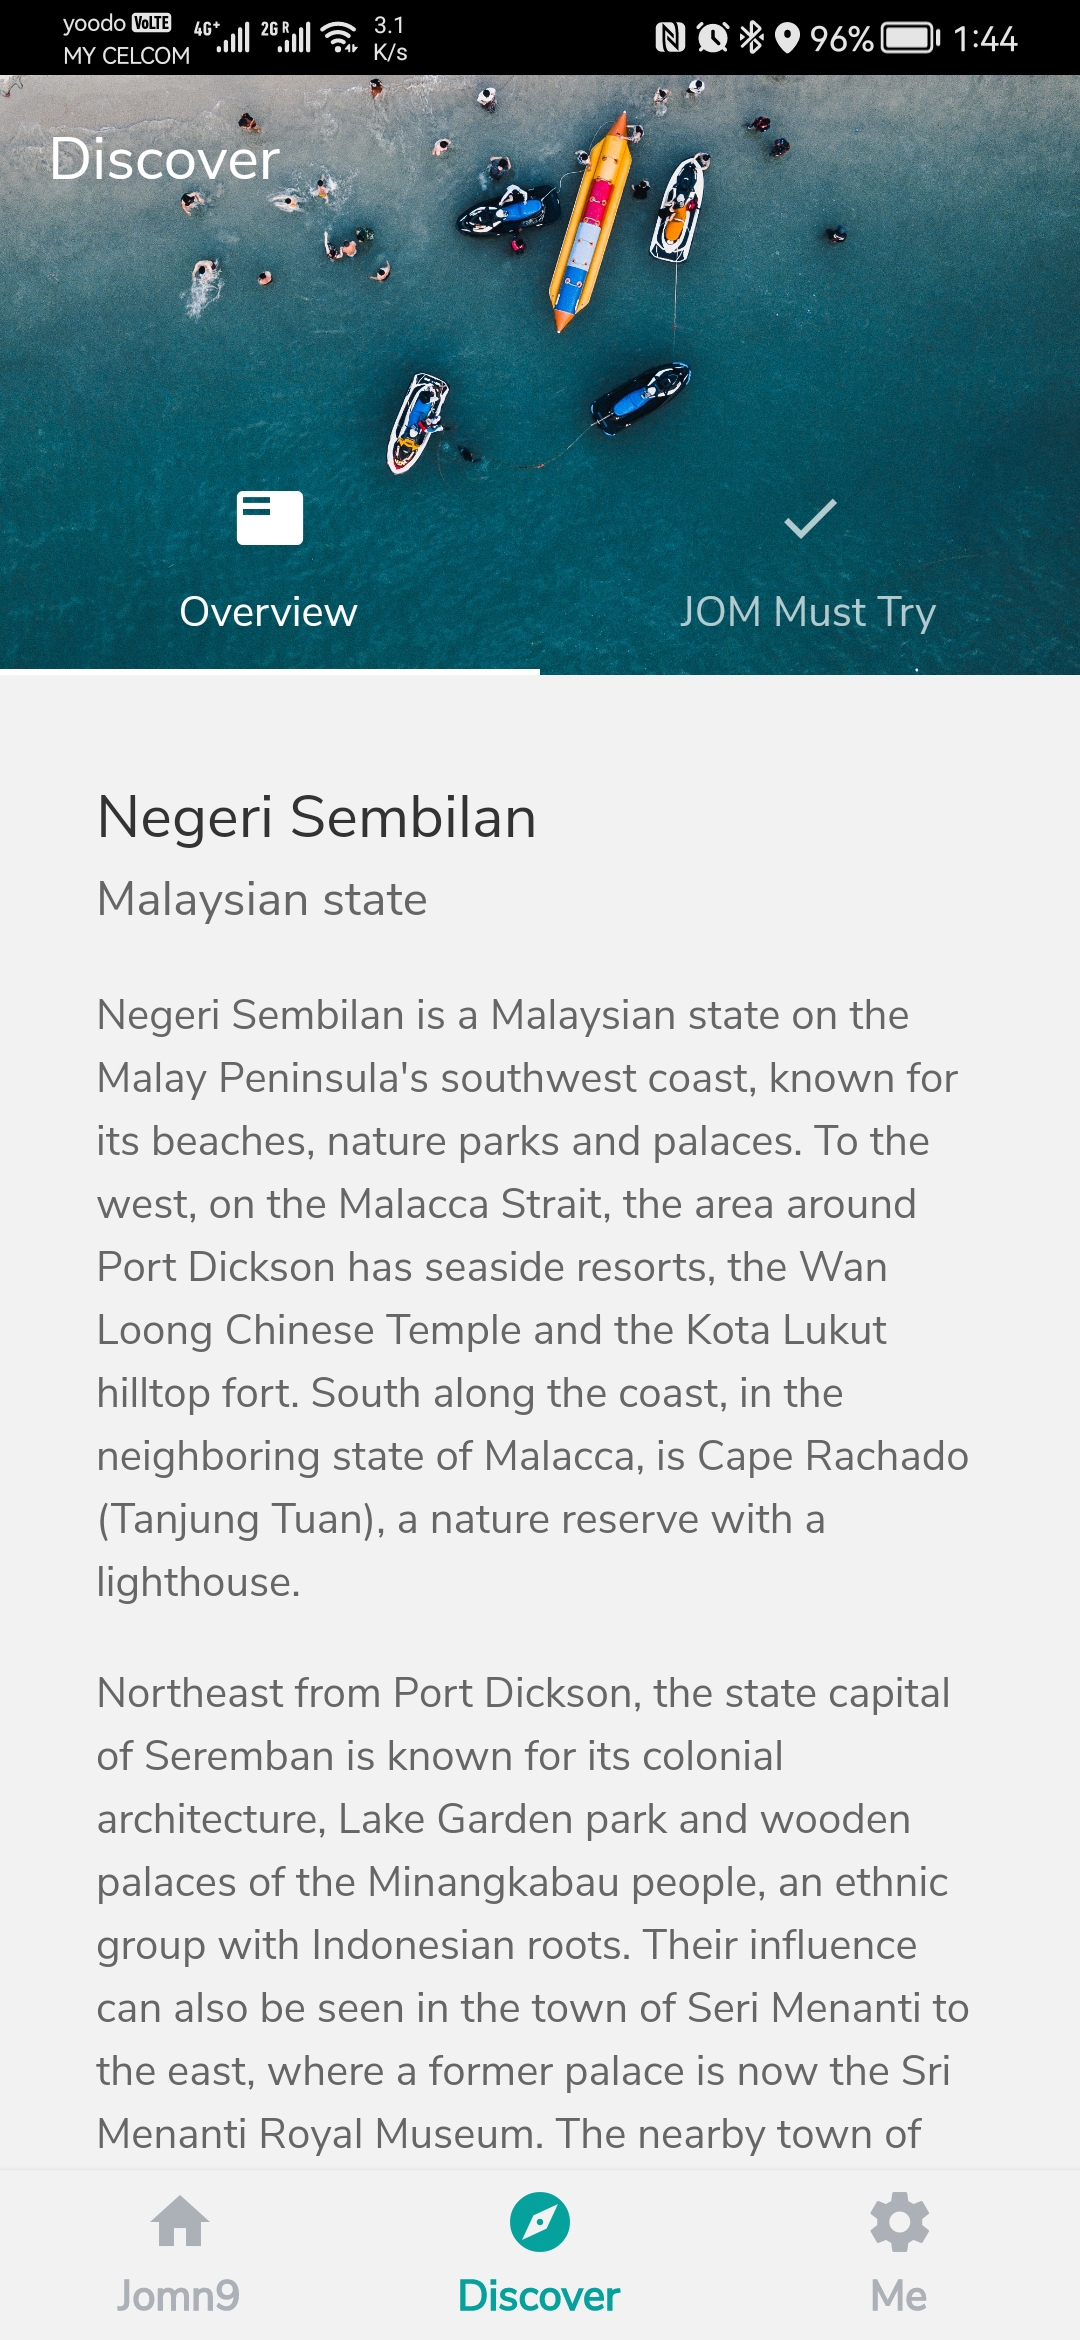 yoodo VoLTE 4G+ 2G R 3.1 96% 1:44
MY CELCOM K/s
Discover
Overview JOM Must Try
Negeri Sembilan
Malaysian state
Negeri Sembilan is a Malaysian state on the
Malay Peninsula's southwest coast, known for
its beaches, nature parks and palaces. To the
west, on the Malacca Strait, the area around
Port Dickson has seaside resorts, the Wan
Loong Chinese Temple and the Kota Lukut
hilltop fort. South along the coast, in the
neighboring state of Malacca, is Cape Rachado
(Tanjung Tuan), a nature reserve with a
lighthouse.
Northeast from Port Dickson, the state capital
of Seremban is known for its colonial
architecture, Lake Garden park and wooden
palaces of the Minangkabau people, an ethnic
group with Indonesian roots. Their influence
can also be seen in the town of Seri Menanti to
the east, where a former palace is now the Sri
Menanti Royal Museum. The nearby town of
Jomn9 Discover Me